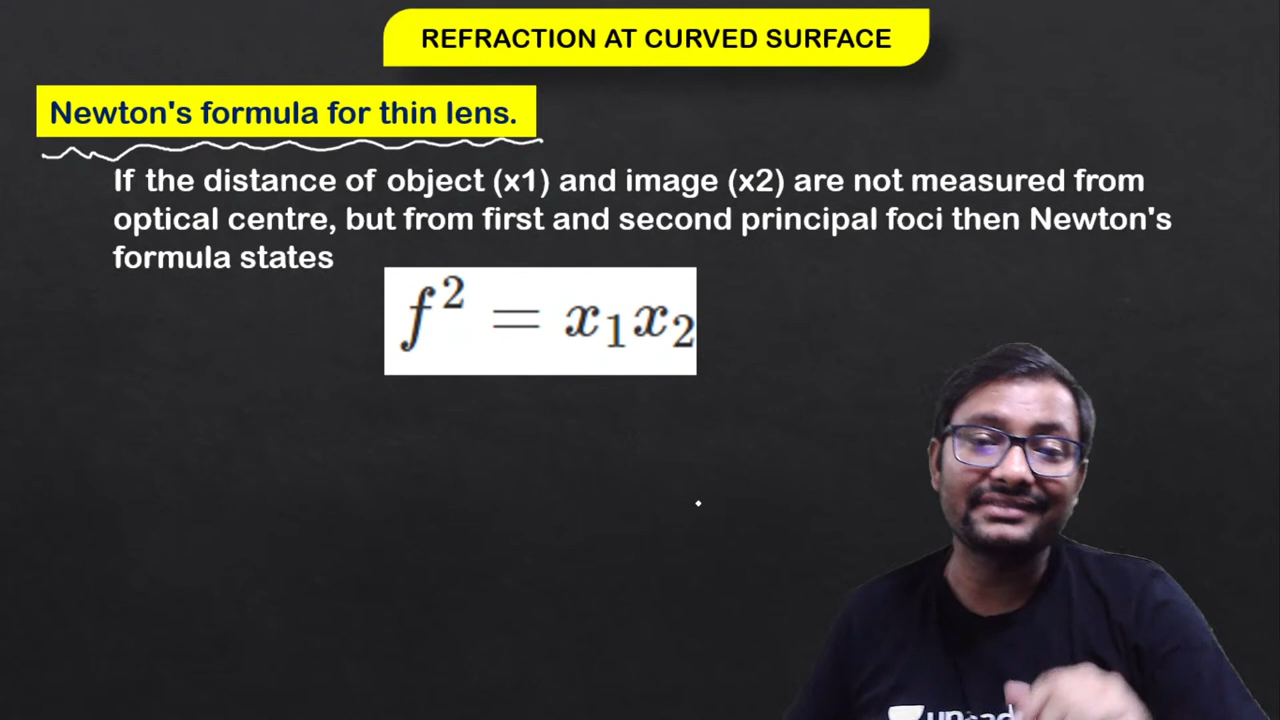 REFRACTION AT CURVED SURFACE
Newton's formula for thin lens.
If the distance of object (x1) and image (x2) are not measured from
optical centre, but from first and second principal foci then Newton's
formula states
f² = x₁x₂